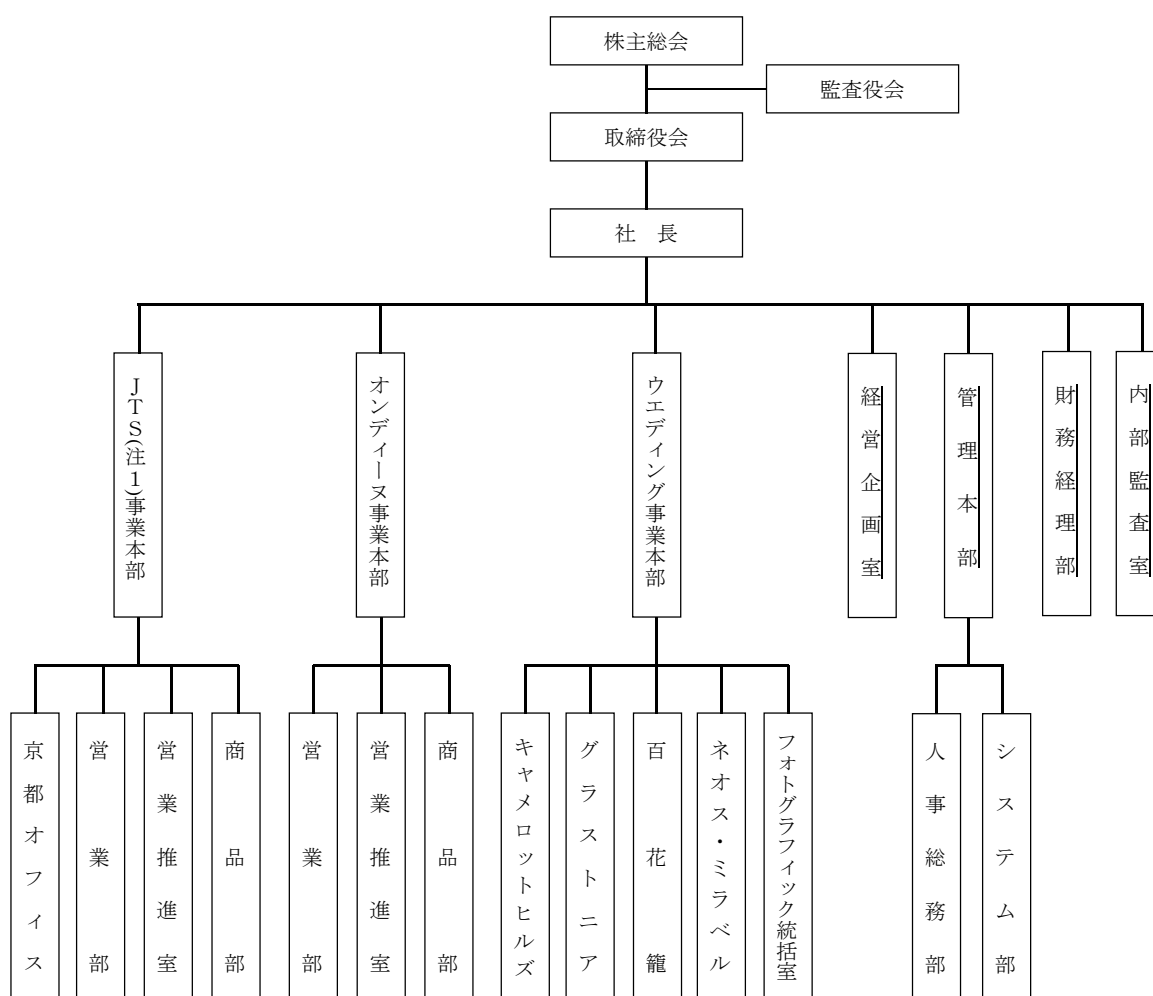 株主総会
監査役会
取締役会
社　長
JTS(注1)事業本部
オンディーヌ事業本部
ウエディング事業本部
経営企画室
管理本部
財務経理部
内部監査室
京都オフィス
営業部
営業推進室
商品部
営業部
営業推進室
商品部
キャメロットヒルズ
グラストニア
百花籠
ネオス・ミラベル
フォトグラフィック統括室
人事総務部
システム部